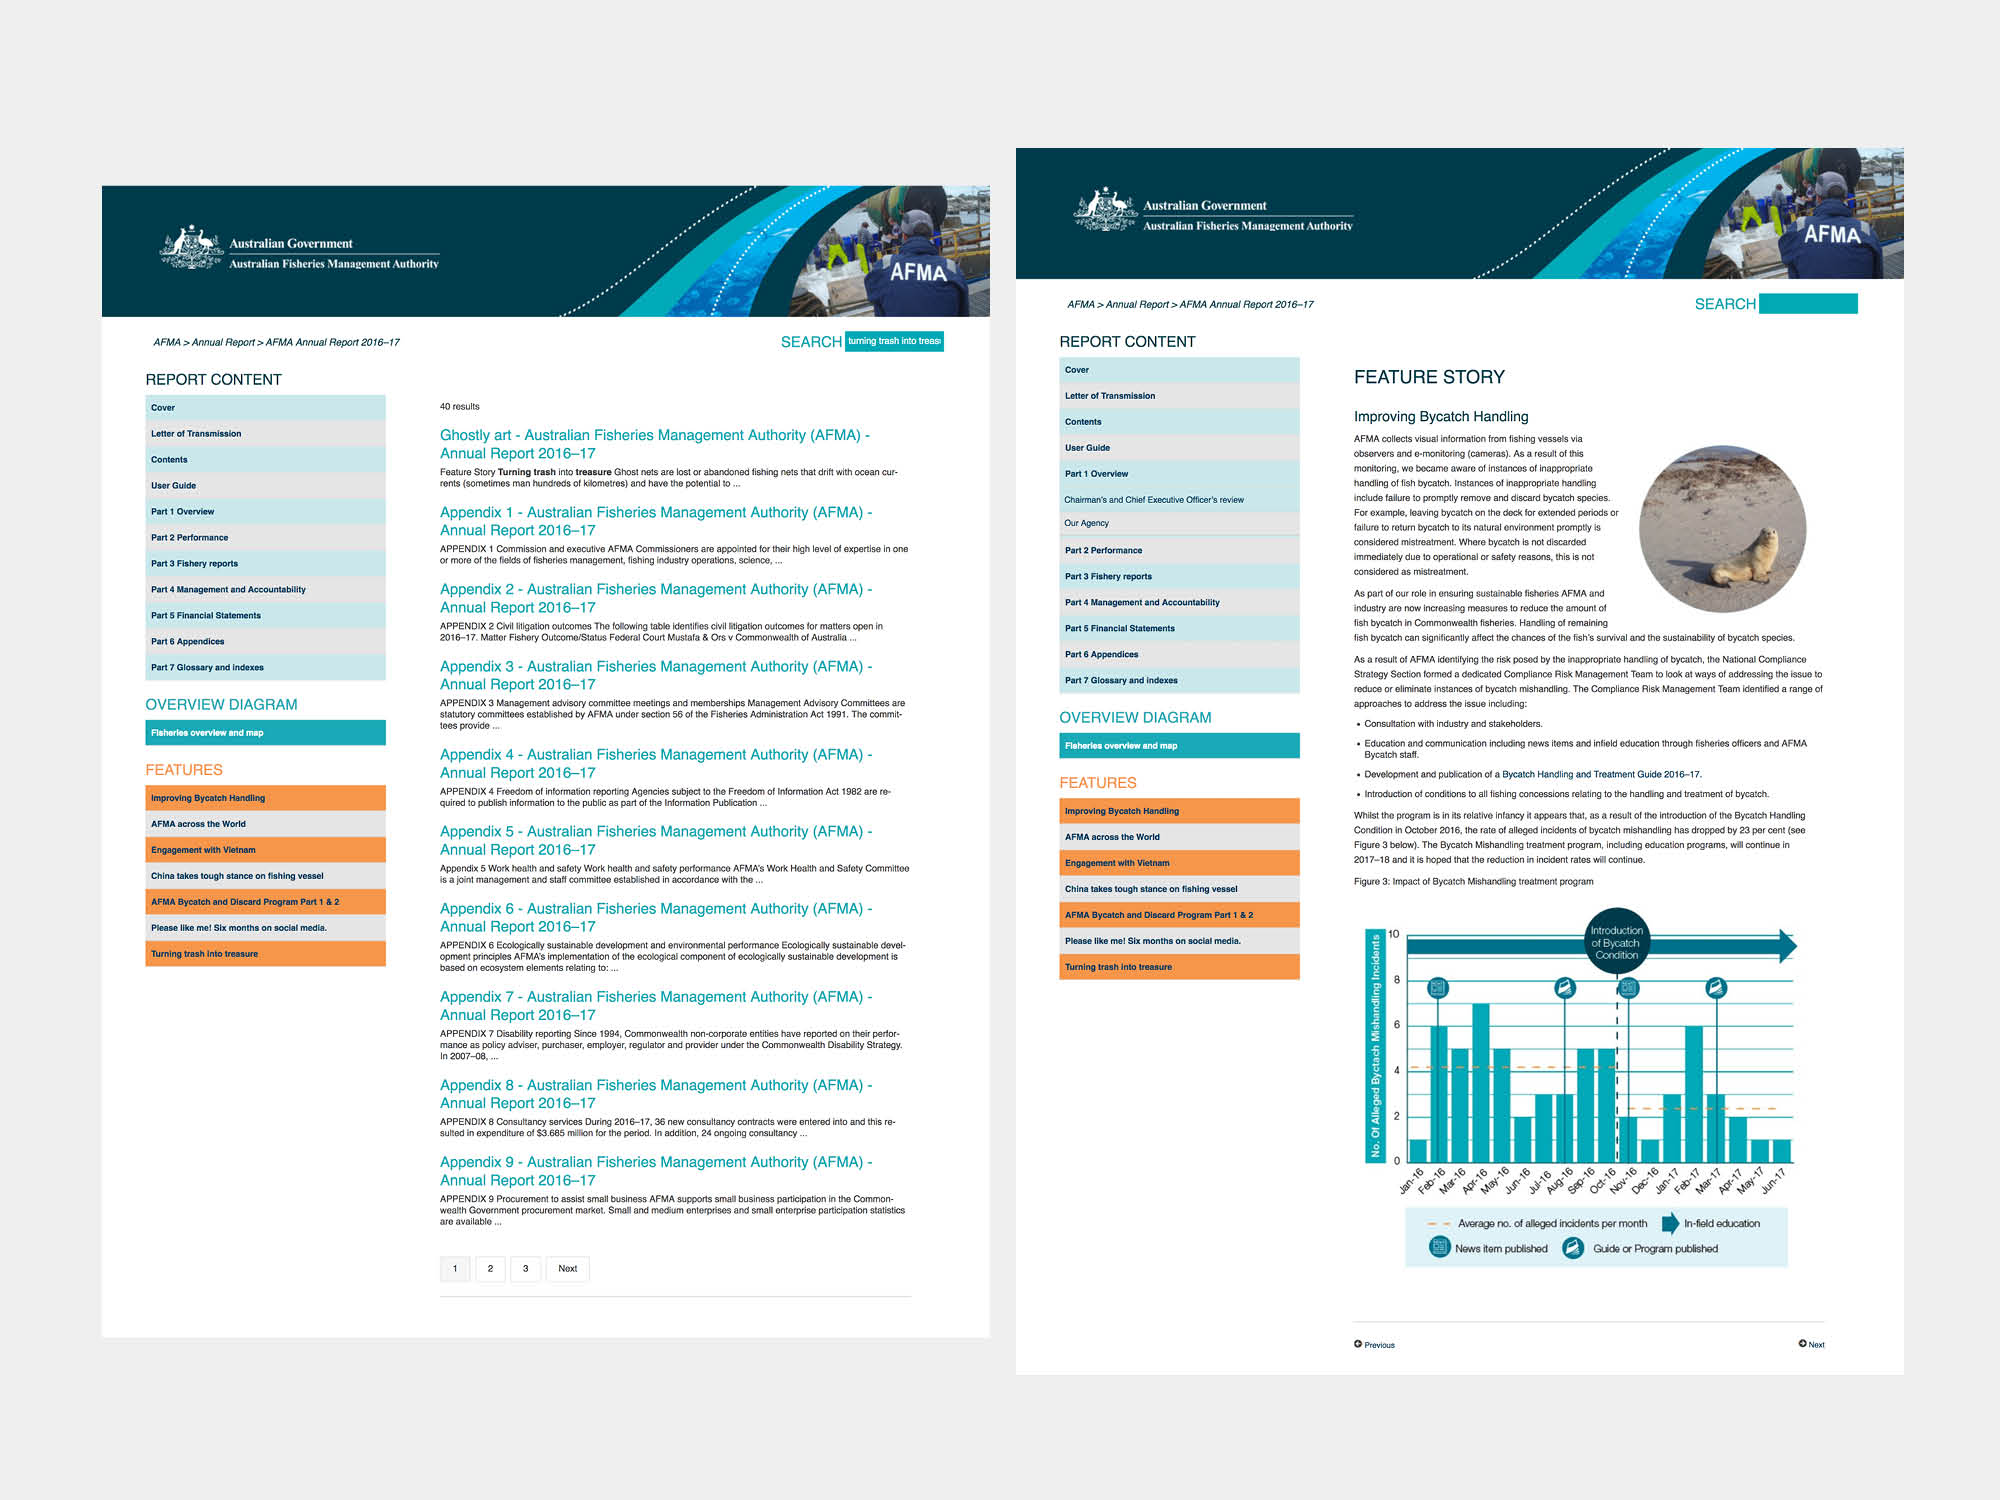 Australian Government
Australian Fisheries Management Authority
AFMA
AFMA > Annual Report > AFMA Annual Report 2016–17
SEARCH turning trash into treas
REPORT CONTENT
Cover
Letter of Transmission
Contents
User Guide
Part 1 Overview
Part 2 Performance
Part 3 Fishery reports
Part 4 Management and Accountability
Part 5 Financial Statements
Part 6 Appendices
Part 7 Glossary and indexes
OVERVIEW DIAGRAM
Fisheries overview and map
FEATURES
Improving Bycatch Handling
AFMA across the World
Engagement with Vietnam
China takes tough stance on fishing vessel
AFMA Bycatch and Discard Program Part 1 & 2
Please like me! Six months on social media.
Turning trash into treasure
40 results
Ghostly art - Australian Fisheries Management Authority (AFMA) -
Annual Report 2016–17
Feature Story Turning trash into treasure Ghost nets are lost or abandoned fishing nets that drift with ocean cur-
rents (sometimes man hundreds of kilometres) and have the potential to ...
Appendix 1 - Australian Fisheries Management Authority (AFMA) -
Annual Report 2016–17
APPENDIX 1 Commission and executive AFMA Commissioners are appointed for their high level of expertise in one
or more of the fields of fisheries management, fishing industry operations, science, ...
Appendix 2 - Australian Fisheries Management Authority (AFMA) -
Annual Report 2016–17
APPENDIX 2 Civil litigation outcomes The following table identifies civil litigation outcomes for matters open in
2016–17. Matter Fishery Outcome/Status Federal Court Mustafa & Ors v Commonwealth of Australia ...
Appendix 3 - Australian Fisheries Management Authority (AFMA) -
Annual Report 2016–17
APPENDIX 3 Management advisory committee meetings and memberships Management Advisory Committees are
statutory committees established by AFMA under section 56 of the Fisheries Administration Act 1991. The commit-
tees provide ...
Appendix 4 - Australian Fisheries Management Authority (AFMA) -
Annual Report 2016–17
APPENDIX 4 Freedom of information reporting Agencies subject to the Freedom of Information Act 1982 are re-
quired to publish information to the public as part of the Information Publication ...
Appendix 5 - Australian Fisheries Management Authority (AFMA) -
Annual Report 2016–17
Appendix 5 Work health and safety Work health and safety performance AFMA's Work Health and Safety Committee
is a joint management and staff committee established in accordance with the ...
Appendix 6 - Australian Fisheries Management Authority (AFMA) -
Annual Report 2016–17
APPENDIX 6 Ecologically sustainable development and environmental performance Ecologically sustainable devel-
opment principles AFMA's implementation of the ecological component of ecologically sustainable development is
based on ecosystem elements relating to: ...
Appendix 7 - Australian Fisheries Management Authority (AFMA) -
Annual Report 2016–17
APPENDIX 7 Disability reporting Since 1994, Commonwealth non-corporate entities have reported on their perfor-
mance as policy adviser, purchaser, employer, regulator and provider under the Commonwealth Disability Strategy.
In 2007–08, ...
Appendix 8 - Australian Fisheries Management Authority (AFMA) -
Annual Report 2016–17
APPENDIX 8 Consultancy services During 2016–17, 36 new consultancy contracts were entered into and this re-
sulted in expenditure of $3.685 million for the period. In addition, 24 ongoing consultancy ...
Appendix 9 - Australian Fisheries Management Authority (AFMA) -
Annual Report 2016–17
APPENDIX 9 Procurement to assist small business AFMA supports small business participation in the Common-
wealth Government procurement market. Small and medium enterprises and small enterprise participation statistics
are available ...
1 2 3 Next
Australian Government
Australian Fisheries Management Authority
AFMA
AFMA > Annual Report > AFMA Annual Report 2016–17
SEARCH
REPORT CONTENT
Cover
Letter of Transmission
Contents
User Guide
Part 1 Overview
Chairman's and Chief Executive Officer's review
Our Agency
Part 2 Performance
Part 3 Fishery reports
Part 4 Management and Accountability
Part 5 Financial Statements
Part 6 Appendices
Part 7 Glossary and indexes
OVERVIEW DIAGRAM
Fisheries overview and map
FEATURES
Improving Bycatch Handling
AFMA across the World
Engagement with Vietnam
China takes tough stance on fishing vessel
AFMA Bycatch and Discard Program Part 1 & 2
Please like me! Six months on social media.
Turning trash into treasure
FEATURE STORY
Improving Bycatch Handling
AFMA collects visual information from fishing vessels via
observers and e-monitoring (cameras). As a result of this
monitoring, we became aware of instances of inappropriate
handling of fish bycatch. Instances of inappropriate handling
include failure to promptly remove and discard bycatch species.
For example, leaving bycatch on the deck for extended periods or
failure to return bycatch to its natural environment promptly is
considered mistreatment. Where bycatch is not discarded
immediately due to operational or safety reasons, this is not
considered as mistreatment.
As part of our role in ensuring sustainable fisheries AFMA and
industry are now increasing measures to reduce the amount of
fish bycatch in Commonwealth fisheries. Handling of remaining
fish bycatch can significantly affect the chances of the fish's survival and the sustainability of bycatch species.
As a result of AFMA identifying the risk posed by the inappropriate handling of bycatch, the National Compliance
Strategy Section formed a dedicated Compliance Risk Management Team to look at ways of addressing the issue to
reduce or eliminate instances of bycatch mishandling. The Compliance Risk Management Team identified a range of
approaches to address the issue including:
• Consultation with industry and stakeholders.
• Education and communication including news items and infield education through fisheries officers and AFMA
Bycatch staff.
• Development and publication of a Bycatch Handling and Treatment Guide 2016–17.
• Introduction of conditions to all fishing concessions relating to the handling and treatment of bycatch.
Whilst the program is in its relative infancy it appears that, as a result of the introduction of the Bycatch Handling
Condition in October 2016, the rate of alleged incidents of bycatch mishandling has dropped by 23 per cent (see
Figure 3 below). The Bycatch Mishandling treatment program, including education programs, will continue in
2017–18 and it is hoped that the reduction in incident rates will continue.
Figure 3: Impact of Bycatch Mishandling treatment program
Introduction
of Bycatch
Condition
No. Of Alleged Byctach Mishandling Incidents
10
8
6
4
2
0
Jan-16 Feb-16 Mar-16 Apr-16 May-16 Jun-16 Jul-16 Aug-16 Sep-16 Oct-16 Nov-16 Dec-16 Jan-17 Feb-17 Mar-17 Apr-17 May-17 Jun-17
Average no. of alleged incidents per month In-field education
News item published Guide or Program published
Previous Next